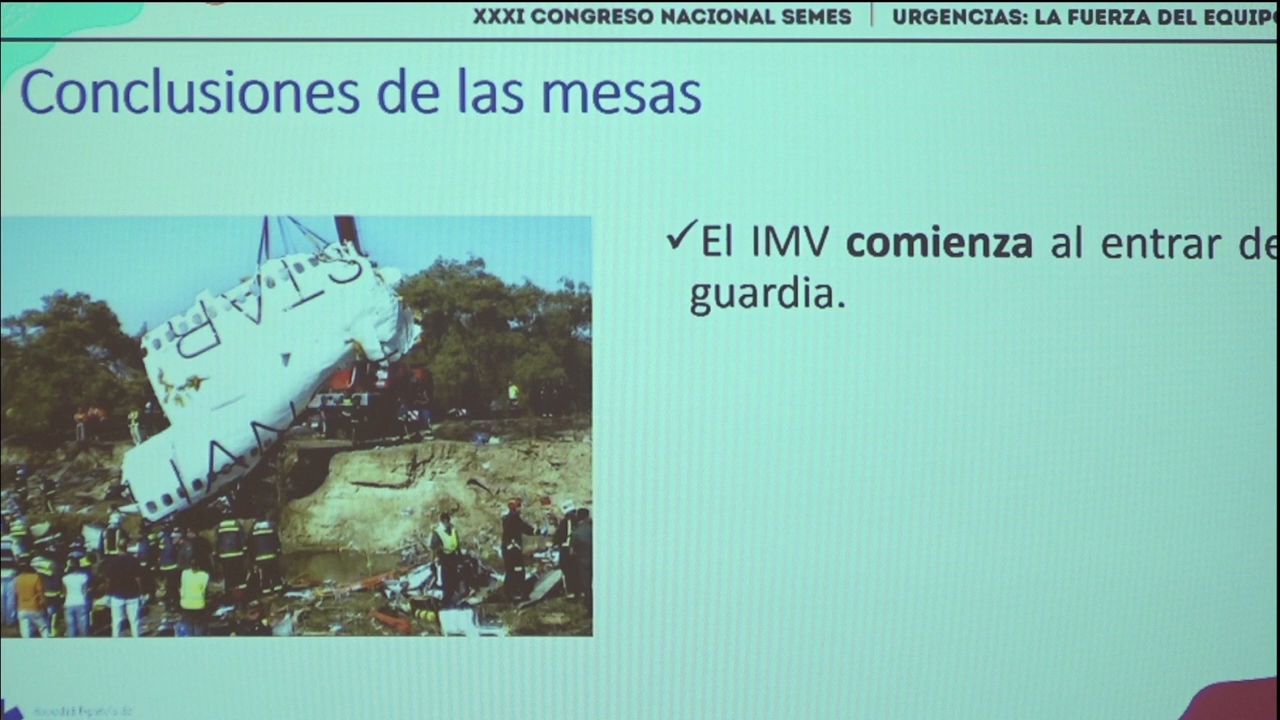 XXXI CONGRESO NACIONAL SEMES | URGENCIAS: LA FUERZA DEL EQUIPO
Conclusiones de las mesas
✓El IMV comienza al entrar de
guardia.
STAR